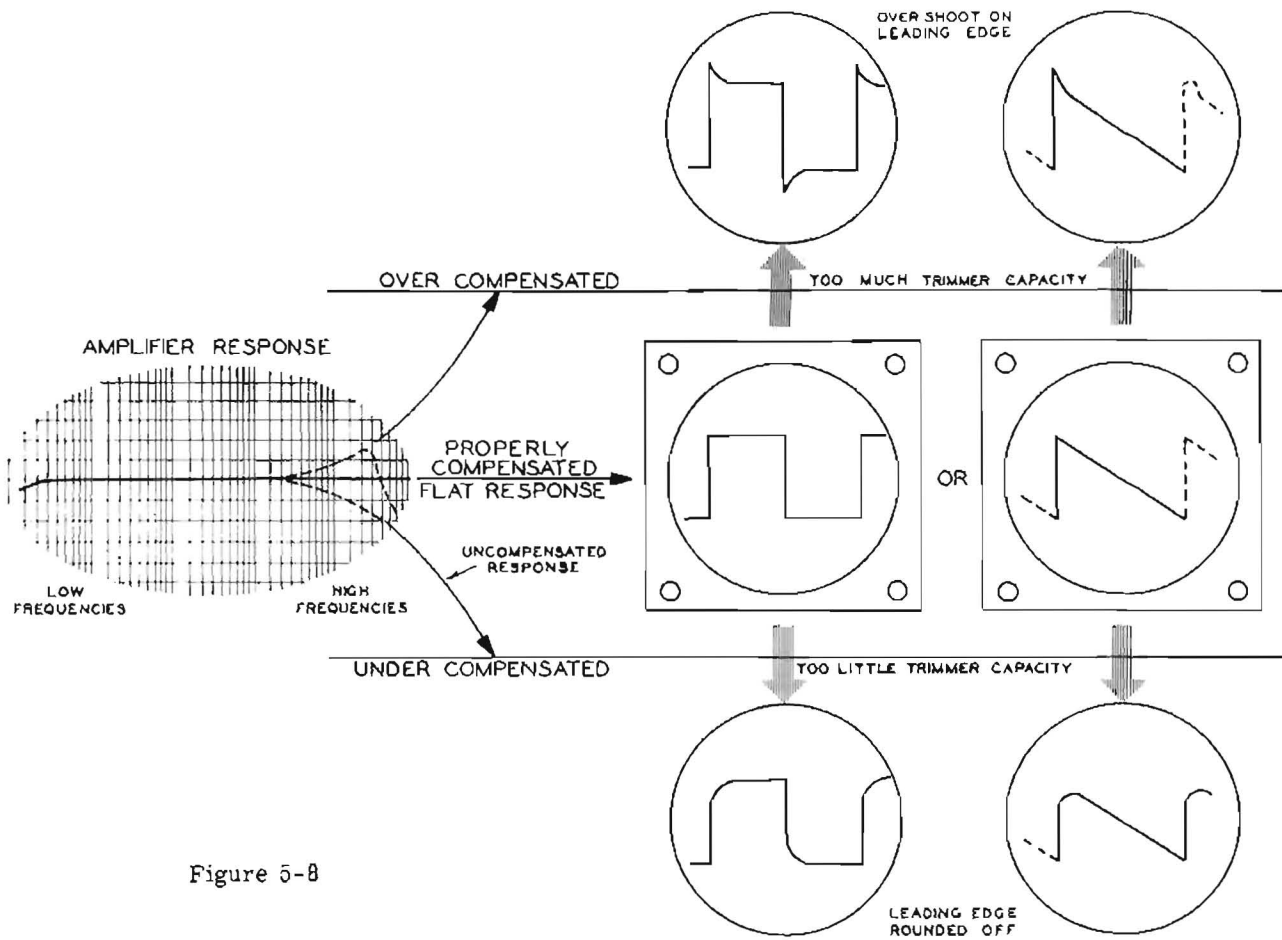 OVER SHOOT ON
LEADING EDGE
OVER COMPENSATED
TOO MUCH TRIMMER CAPACITY
AMPLIFIER RESPONSE
PROPERLY
COMPENSATED
FLAT RESPONSE
OR
UNCOMPENSATED
RESPONSE
LOW
FREQUENCIES
HIGH
FREQUENCIES
UNDER COMPENSATED
TOO LITTLE TRIMMER CAPACITY
Figure 5-8
LEADING EDGE
ROUNDED OFF